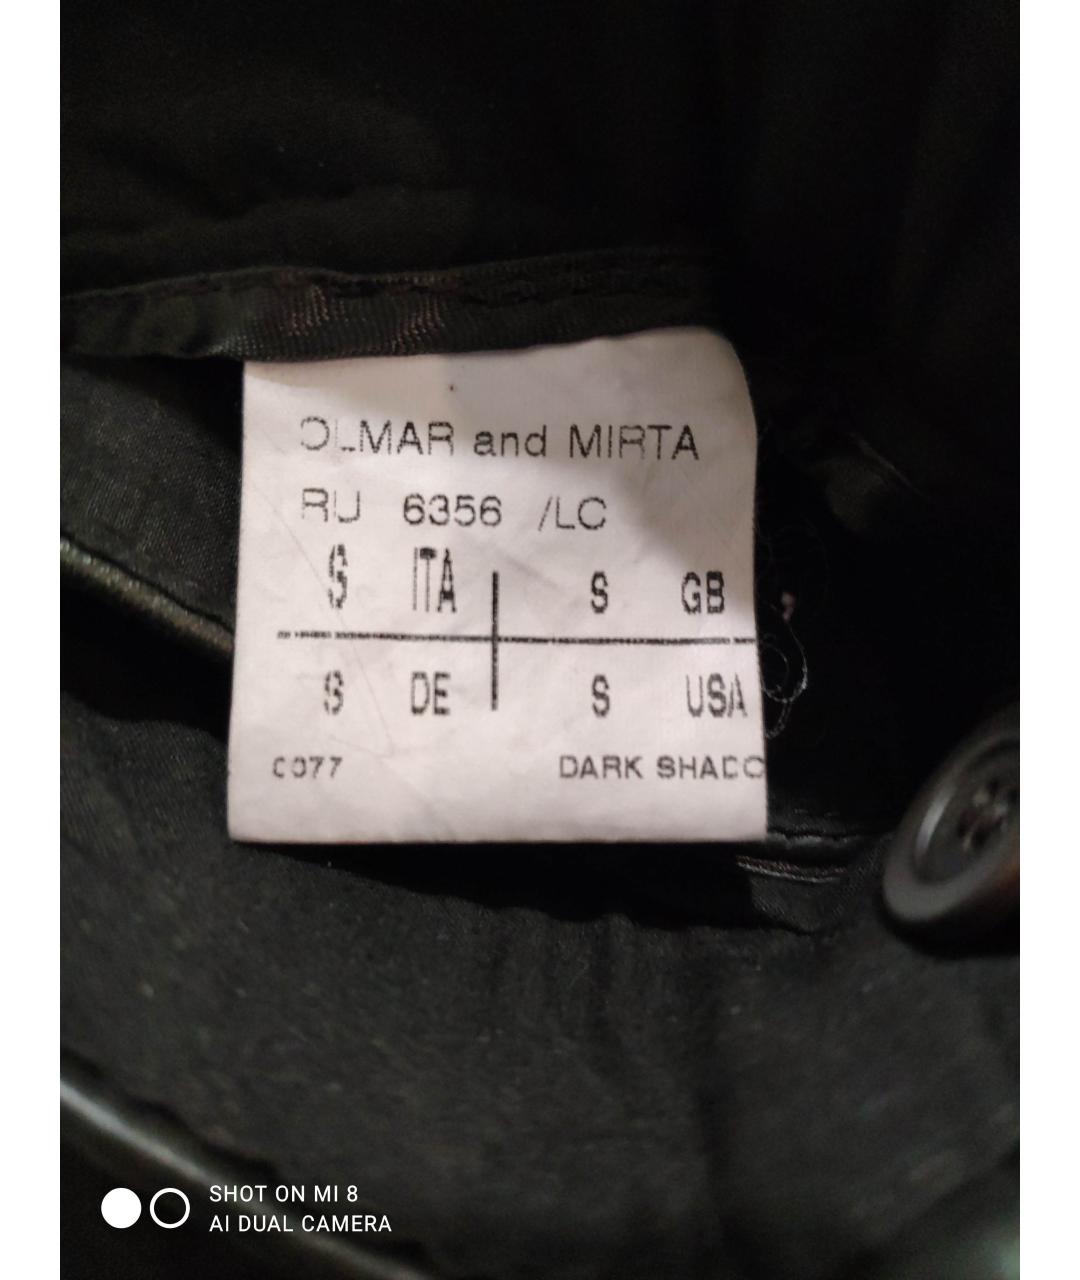 OLMAR and MIRTA
RU 6356 /LC
S ITA S GB
S DE S USA
0077 DARK SHADO
SHOT ON MI 8
AI DUAL CAMERA